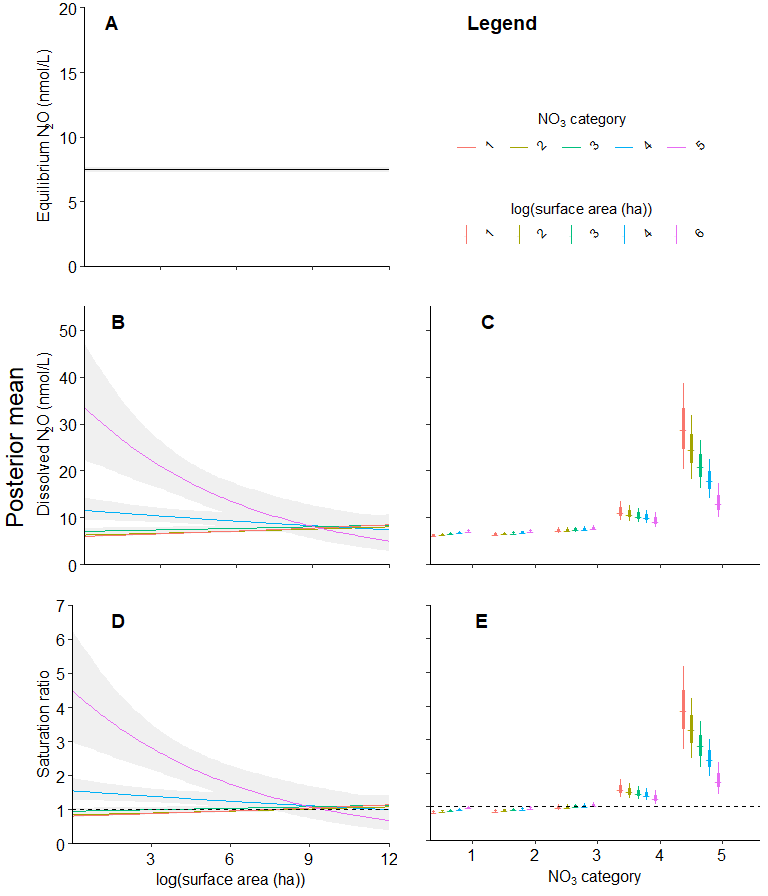 A
Legend
20
15
10
5
0
Equilibrium N2O (nmol/L)
NO3 category
1 2 3 4 5
log(surface area (ha))
1 2 3 4 6
Posterior mean
B
C
50
40
30
20
10
0
Dissolved N2O (nmol/L)
D
E
7
6
5
4
3
2
1
0
Saturation ratio
3 6 9 12
log(surface area (ha))
1 2 3 4 5
NO3 category